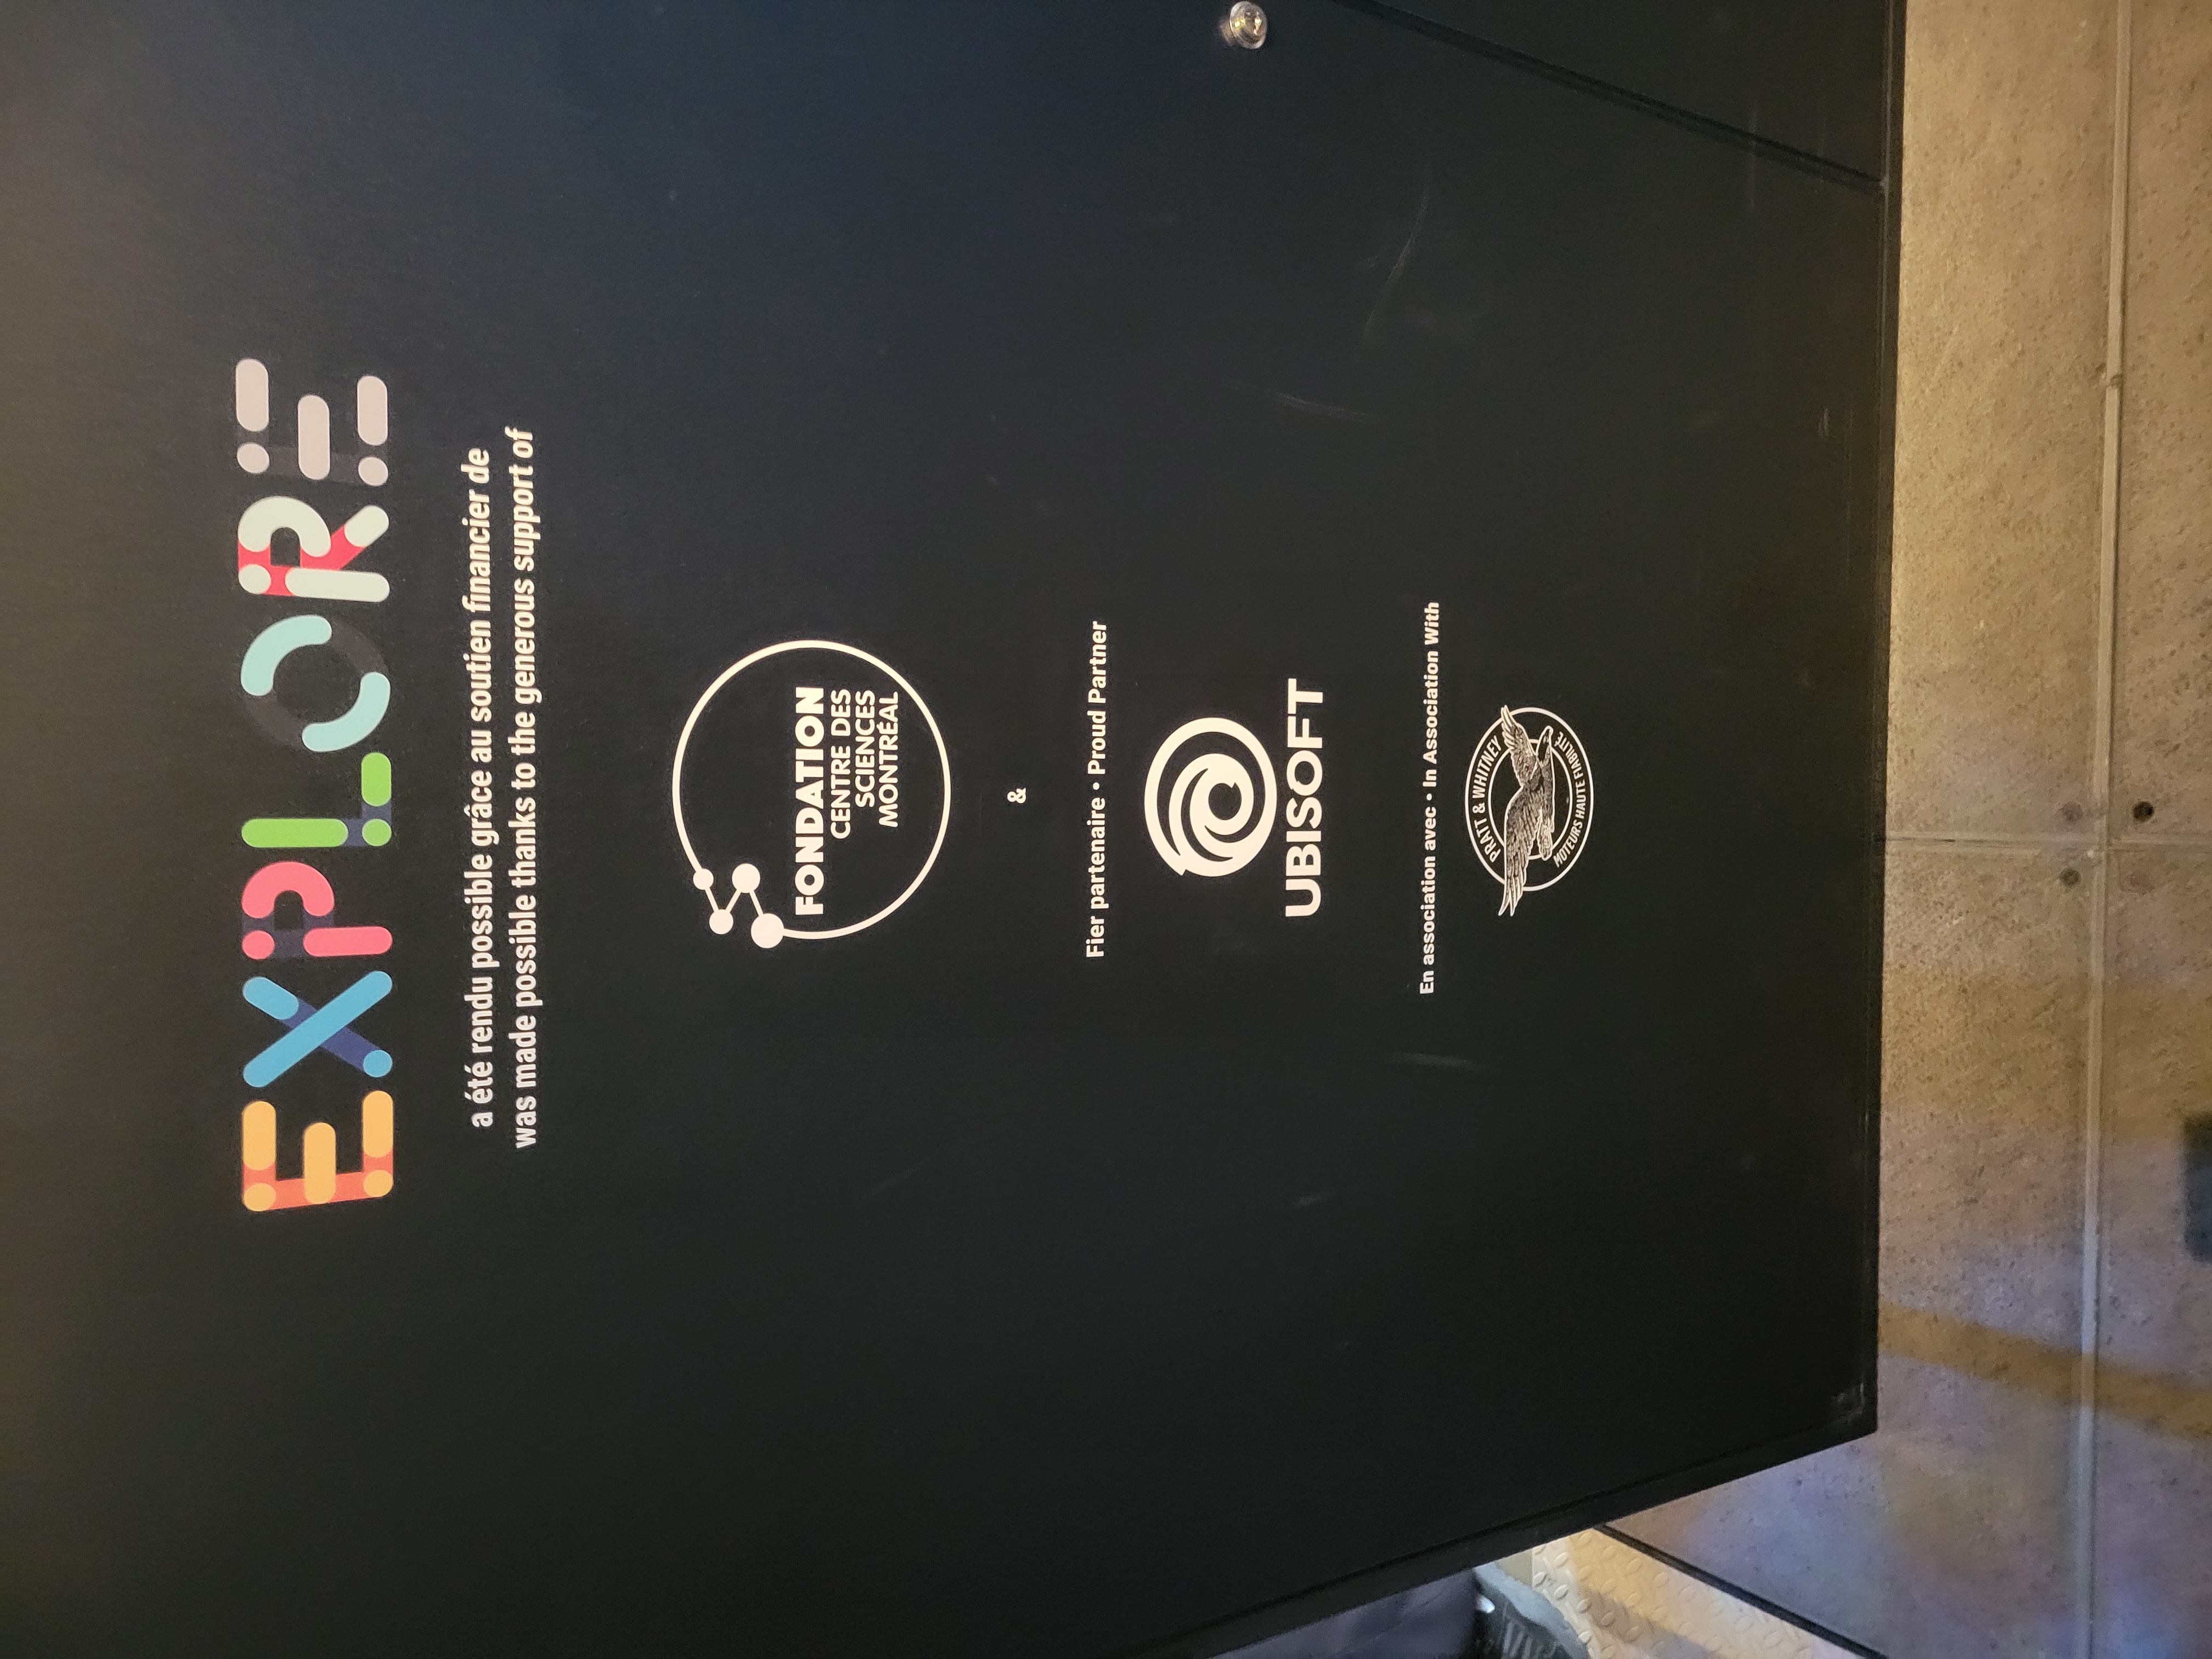 EXPLORE
a été rendu possible grâce au soutien financier de
was made possible thanks to the generous support of
FONDATION
CENTRE DES
SCIENCES
MONTRÉAL
&
Fier partenaire • Proud Partner
UBISOFT
En association avec • In Association With
PRATT & WHITNEY
MOTEURS HAUTE FIABILITÉ